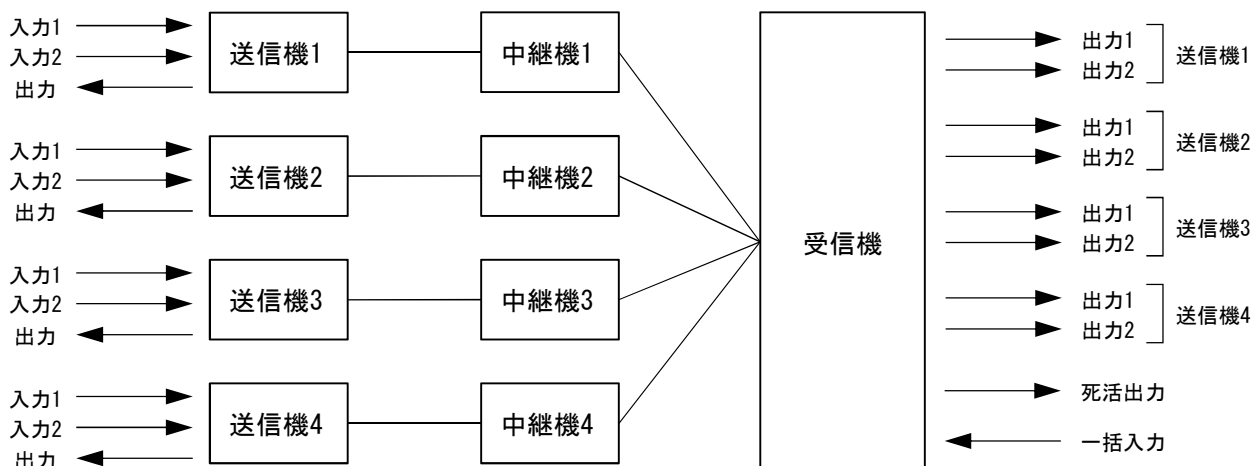 入力1
入力2
出力
送信機1
中継機1
入力1
入力2
出力
送信機2
中継機2
入力1
入力2
出力
送信機3
中継機3
入力1
入力2
出力
送信機4
中継機4
受信機
出力1
出力2
送信機1
出力1
出力2
送信機2
出力1
出力2
送信機3
出力1
出力2
送信機4
死活出力
一括入力